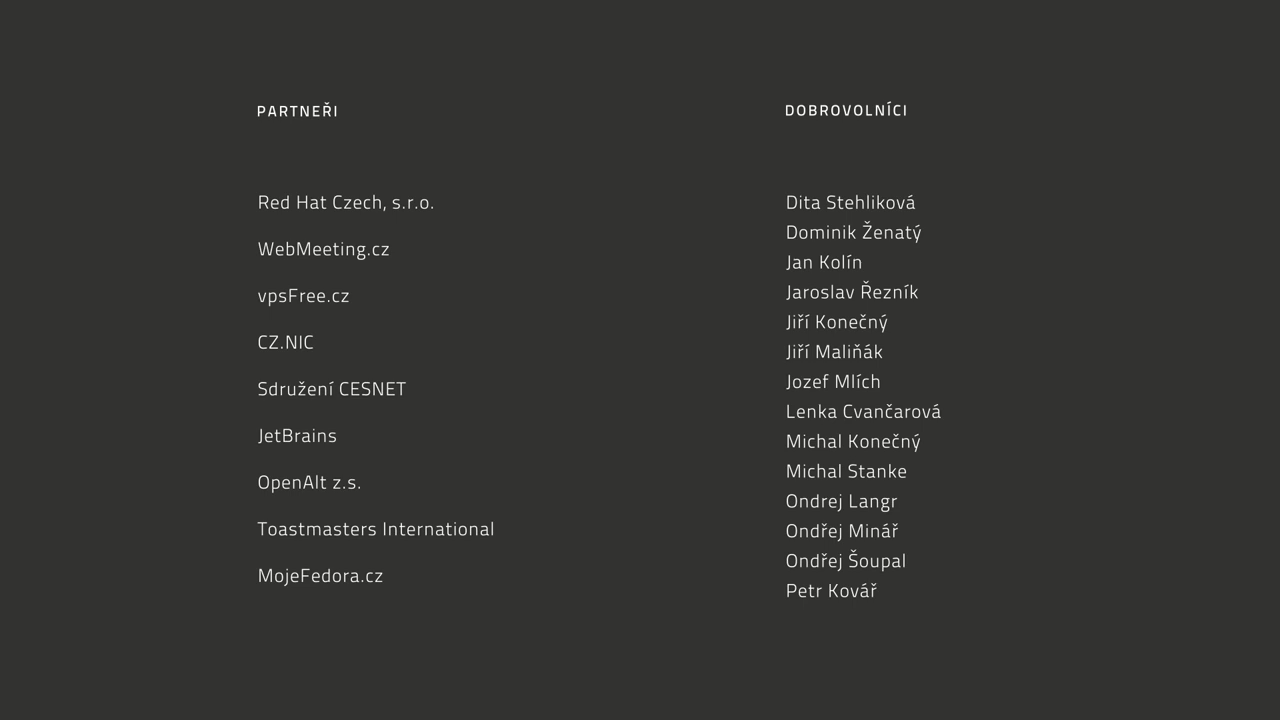 PARTNEŘI
Red Hat Czech, s.r.o.
WebMeeting.cz
vpsFree.cz
CZ.NIC
Sdružení CESNET
JetBrains
OpenAlt z.s.
Toastmasters International
MojeFedora.cz
DOBROVOLNÍCI
Dita Stehliková
Dominik Ženatý
Jan Kolín
Jaroslav Řezník
Jiří Konečný
Jiří Maliňák
Jozef Mlích
Lenka Cvančarová
Michal Konečný
Michal Stanke
Ondrej Langr
Ondřej Minář
Ondřej Šoupal
Petr Kovář